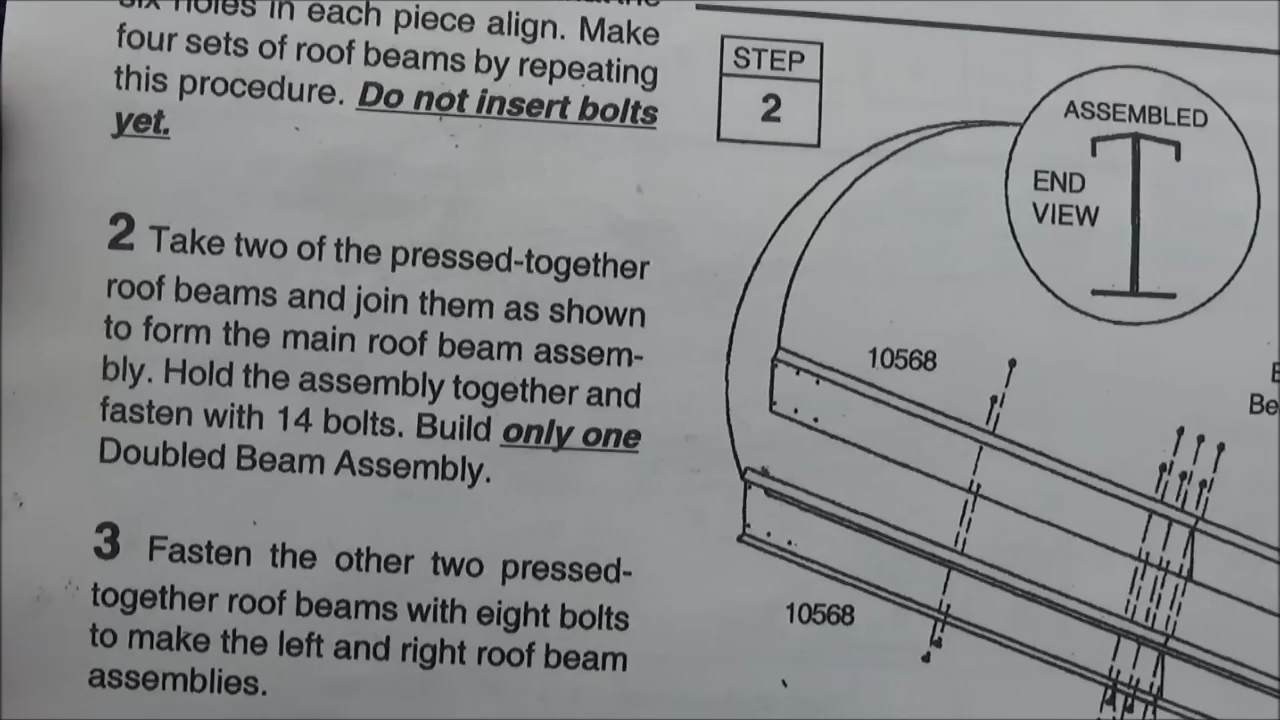 six holes in each piece align. Make
four sets of roof beams by repeating
this procedure. Do not insert bolts
yet.
2 Take two of the pressed-together
roof beams and join them as shown
to form the main roof beam assem-
bly. Hold the assembly together and
fasten with 14 bolts. Build only one
Doubled Beam Assembly.
3 Fasten the other two pressed-
together roof beams with eight bolts
to make the left and right roof beam
assemblies.
STEP
2
ASSEMBLED
END
VIEW
10568
Be
10568